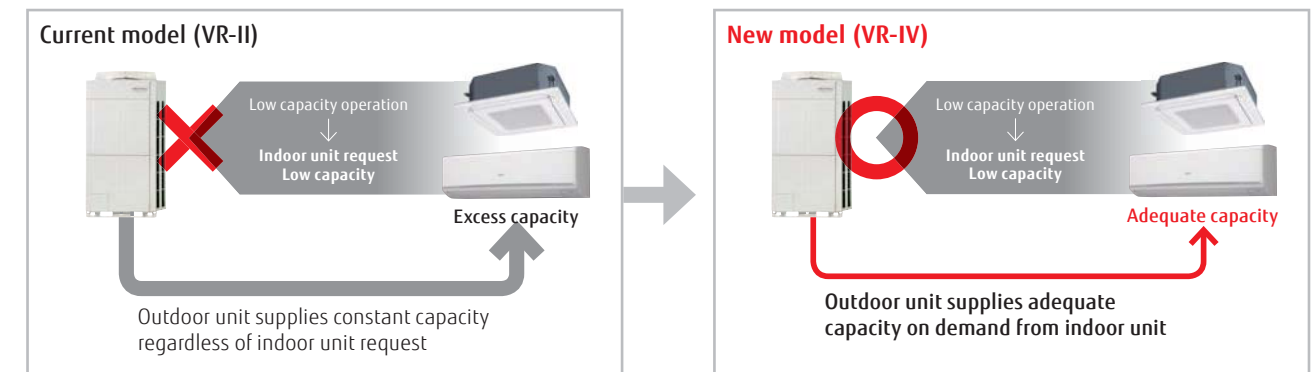 Current model (VR-II)
Low capacity operation
Indoor unit request
Low capacity
Excess capacity
Outdoor unit supplies constant capacity
regardless of indoor unit request
New model (VR-IV)
Low capacity operation
Indoor unit request
Low capacity
Adequate capacity
Outdoor unit supplies adequate
capacity on demand from indoor unit